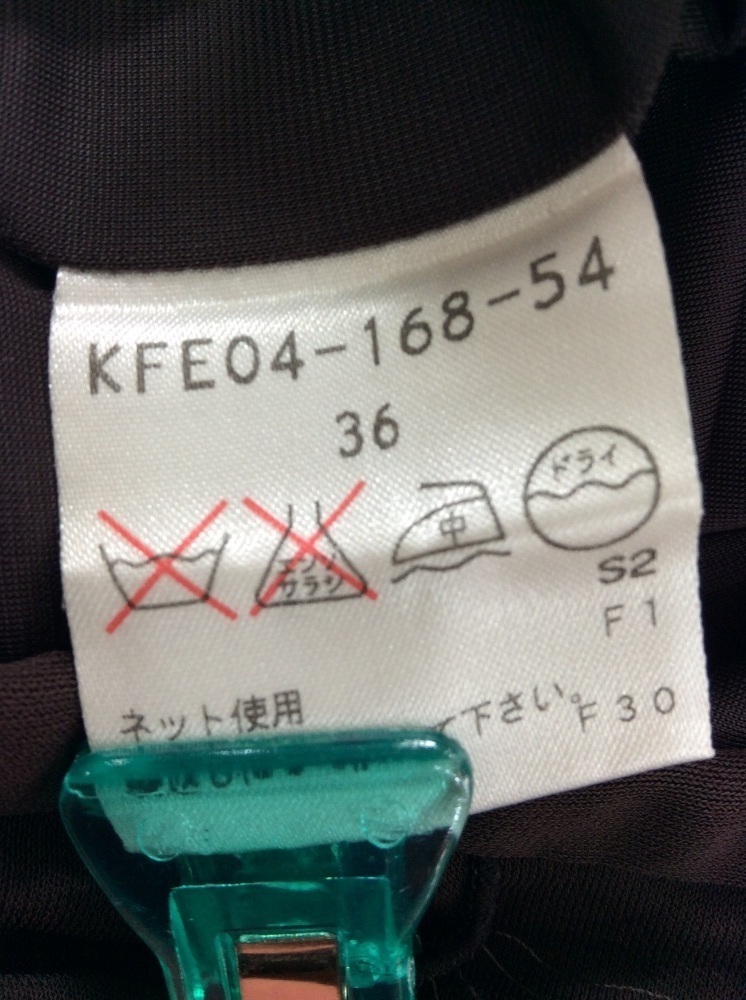 KFE04-168-54
36
エンソ
サラシ
中
ドライ
S2
F1
ネット使用
て下さい。
F30